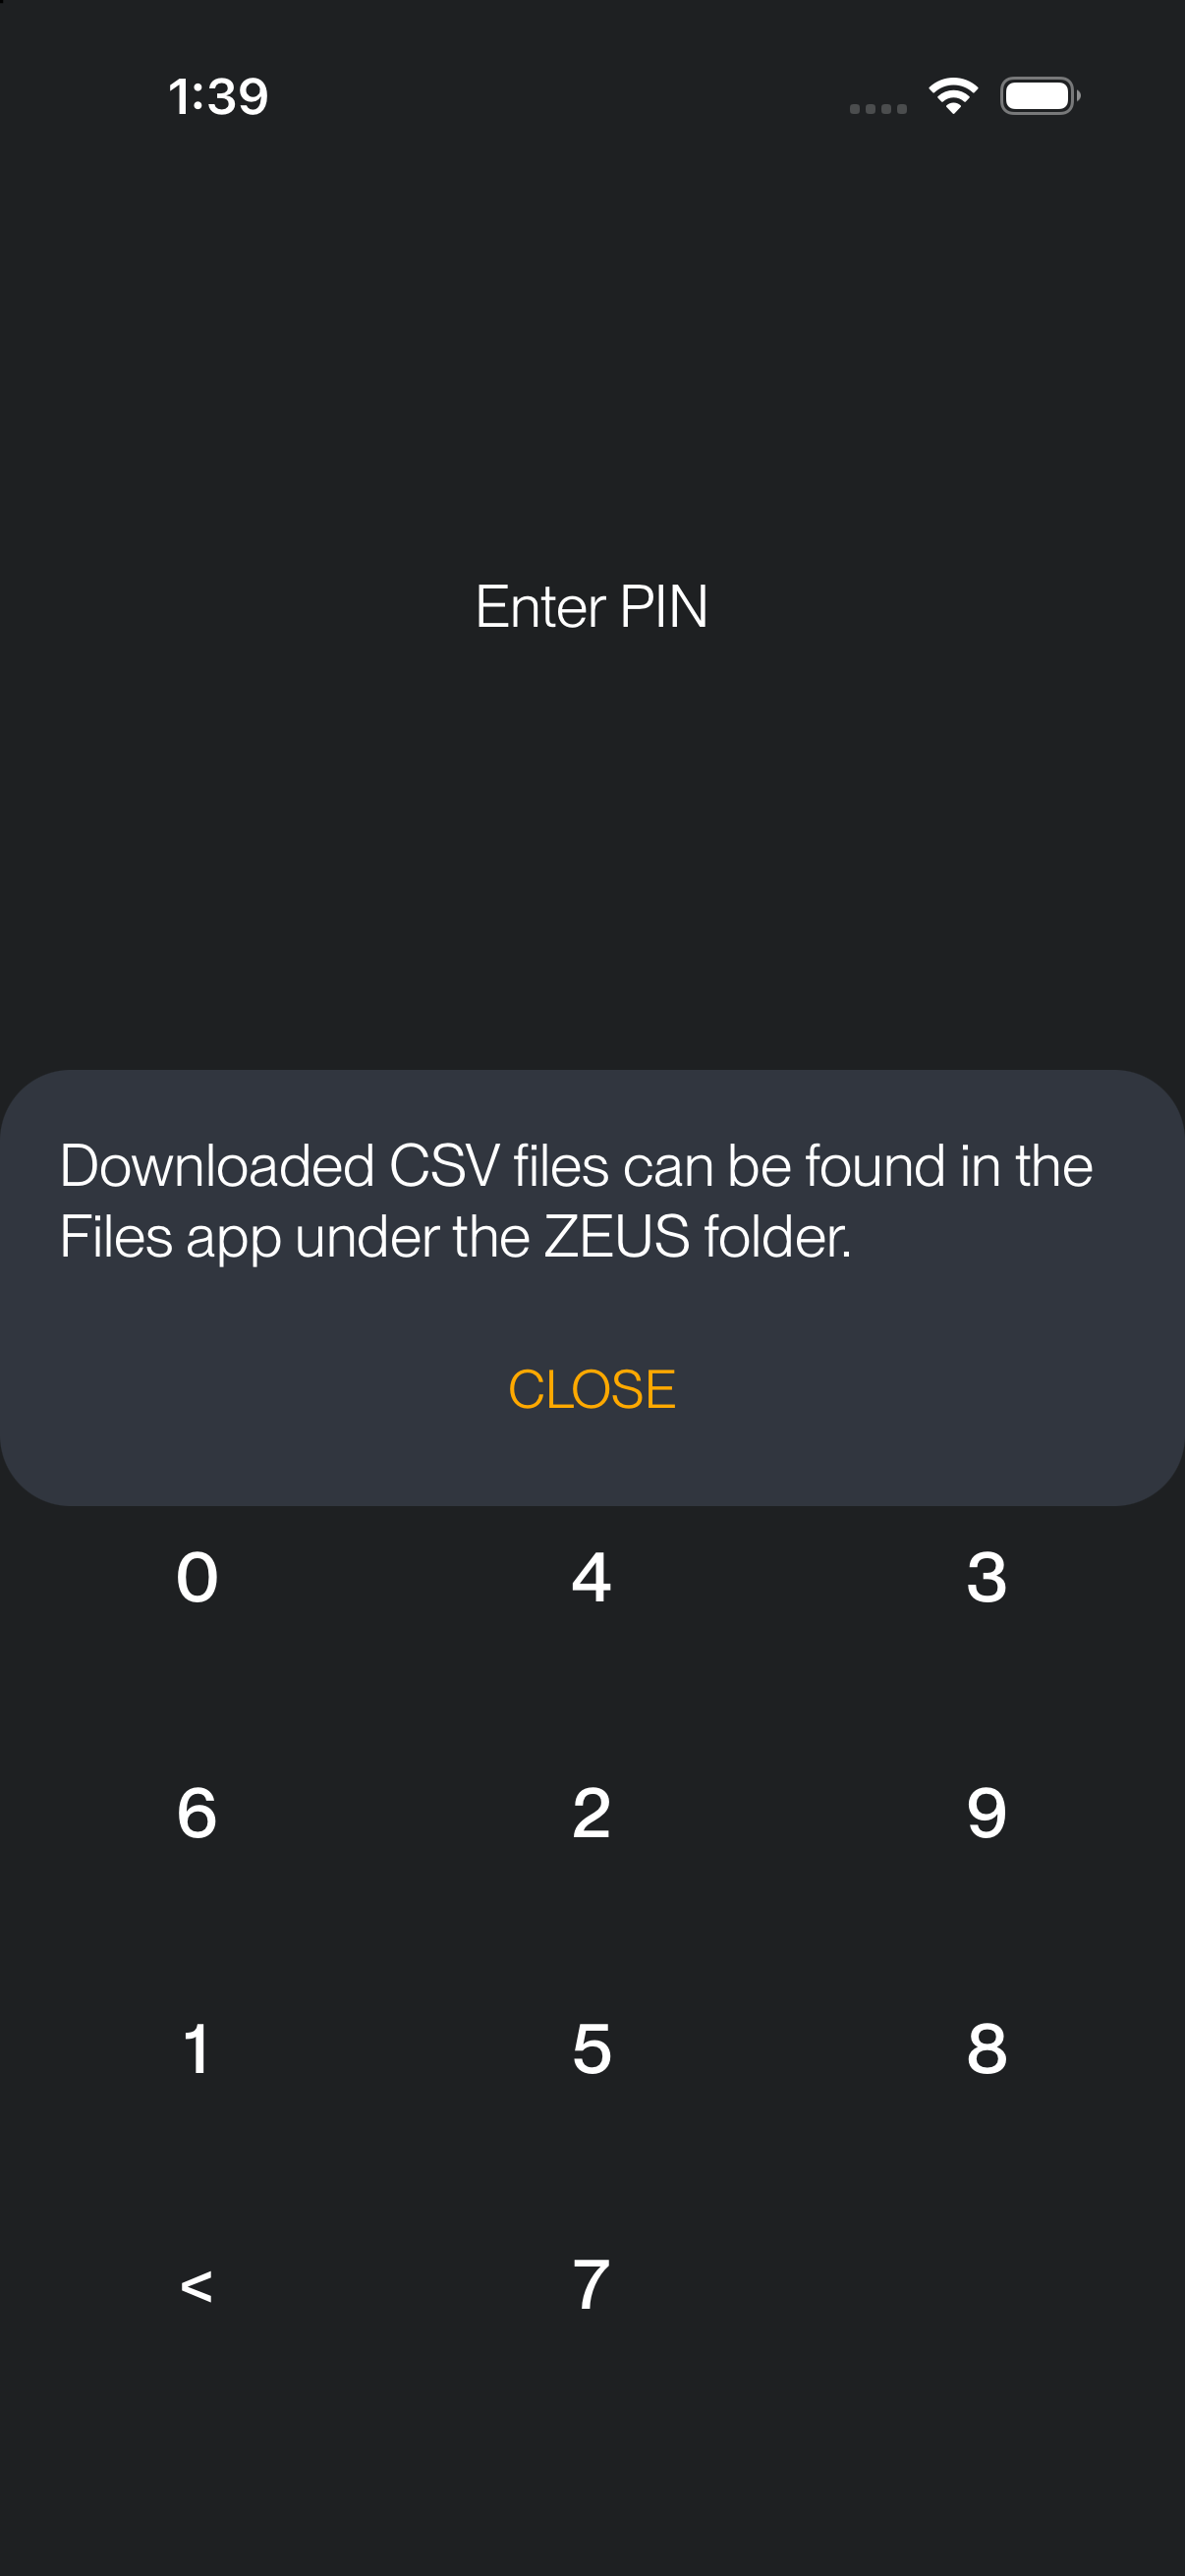 1:39
Enter PIN
Downloaded CSV files can be found in the
Files app under the ZEUS folder.
CLOSE
0 4 3
6 2 9
1 5 8
< 7